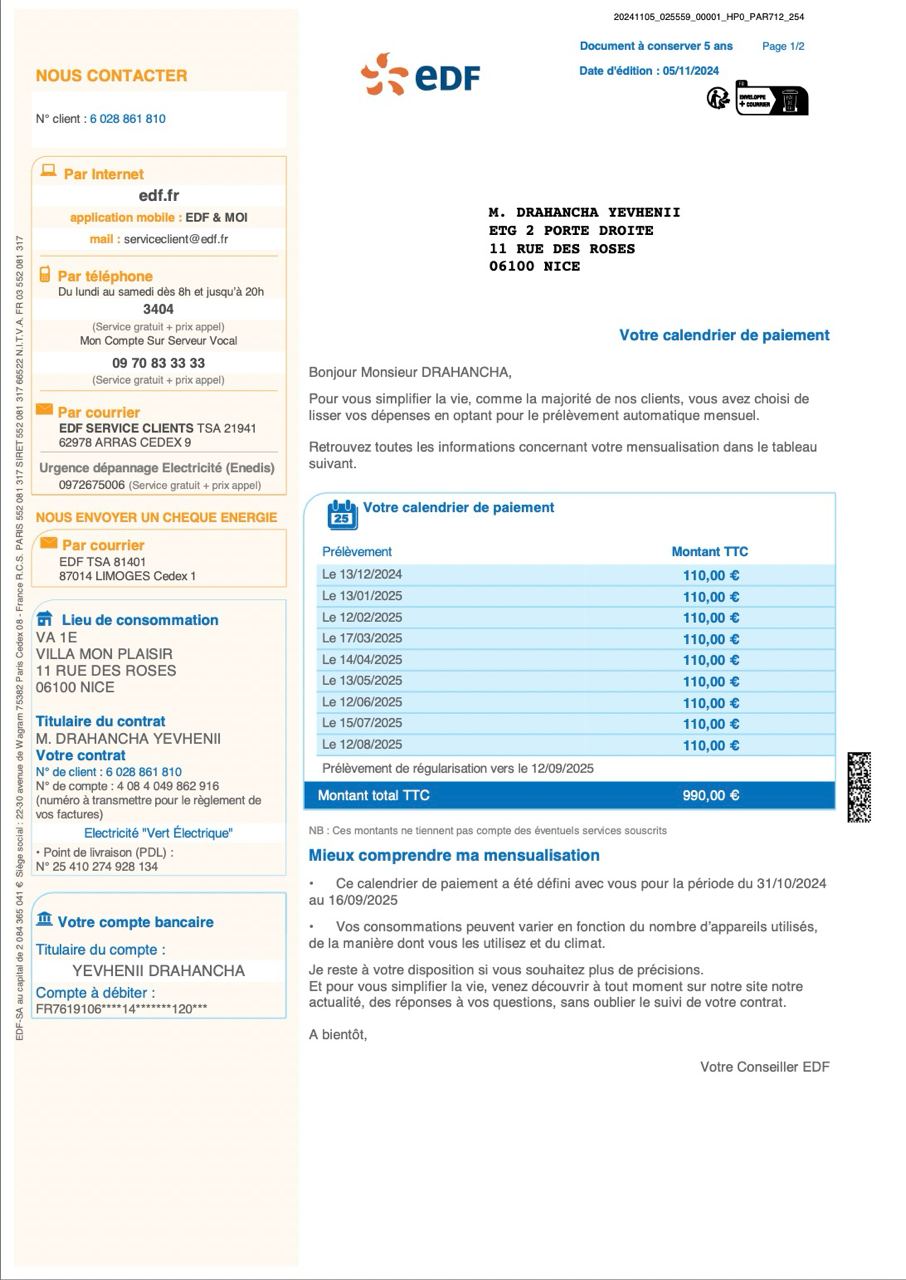 20241105_025559_00001_HP0_PAR712_254
Document à conserver 5 ans Page 1/2
Date d'édition : 05/11/2024
edf
ENVELOPPE
+ COURRIER
NOUS CONTACTER
N° client : 6 028 861 810
Par Internet
edf.fr
application mobile : EDF & MOI
mail : serviceclient@edf.fr
Par téléphone
Du lundi au samedi dès 8h et jusqu'à 20h
3404
(Service gratuit + prix appel)
Mon Compte Sur Serveur Vocal
09 70 83 33 33
(Service gratuit + prix appel)
Par courrier
EDF SERVICE CLIENTS TSA 21941
62978 ARRAS CEDEX 9
Urgence dépannage Electricité (Enedis)
0972675006 (Service gratuit + prix appel)
NOUS ENVOYER UN CHEQUE ENERGIE
Par courrier
EDF TSA 81401
87014 LIMOGES Cedex 1
Lieu de consommation
VA 1E
VILLA MON PLAISIR
11 RUE DES ROSES
06100 NICE
Titulaire du contrat
M. DRAHANCHA YEVHENII
Votre contrat
N° de client : 6 028 861 810
N° de compte : 4 08 4 049 862 916
(numéro à transmettre pour le règlement de
vos factures)
Electricité "Vert Électrique"
• Point de livraison (PDL) :
N° 25 410 274 928 134
Votre compte bancaire
Titulaire du compte :
YEVHENII DRAHANCHA
Compte à débiter :
FR7619106****14*******120***
EDF-SA au capital de 2 084 365 041 € Siège social : 22-30 avenue de Wagram 75382 Paris Cedex 08 - France R.C.S. PARIS 552 081 317 SIRET 552 081 317 66522 N.I.T.V.A. FR 03 552 081 317
M. DRAHANCHA YEVHENII
ETG 2 PORTE DROITE
11 RUE DES ROSES
06100 NICE
Votre calendrier de paiement
Bonjour Monsieur DRAHANCHA,
Pour vous simplifier la vie, comme la majorité de nos clients, vous avez choisi de
lisser vos dépenses en optant pour le prélèvement automatique mensuel.
Retrouvez toutes les informations concernant votre mensualisation dans le tableau
suivant.
25 Votre calendrier de paiement
Prélèvement Montant TTC
Le 13/12/2024 110,00 €
Le 13/01/2025 110,00 €
Le 12/02/2025 110,00 €
Le 17/03/2025 110,00 €
Le 14/04/2025 110,00 €
Le 13/05/2025 110,00 €
Le 12/06/2025 110,00 €
Le 15/07/2025 110,00 €
Le 12/08/2025 110,00 €
Prélèvement de régularisation vers le 12/09/2025
Montant total TTC 990,00 €
NB : Ces montants ne tiennent pas compte des éventuels services souscrits
Mieux comprendre ma mensualisation
• Ce calendrier de paiement a été défini avec vous pour la période du 31/10/2024
au 16/09/2025
• Vos consommations peuvent varier en fonction du nombre d'appareils utilisés,
de la manière dont vous les utilisez et du climat.
Je reste à votre disposition si vous souhaitez plus de précisions.
Et pour vous simplifier la vie, venez découvrir à tout moment sur notre site notre
actualité, des réponses à vos questions, sans oublier le suivi de votre contrat.
A bientôt,
Votre Conseiller EDF